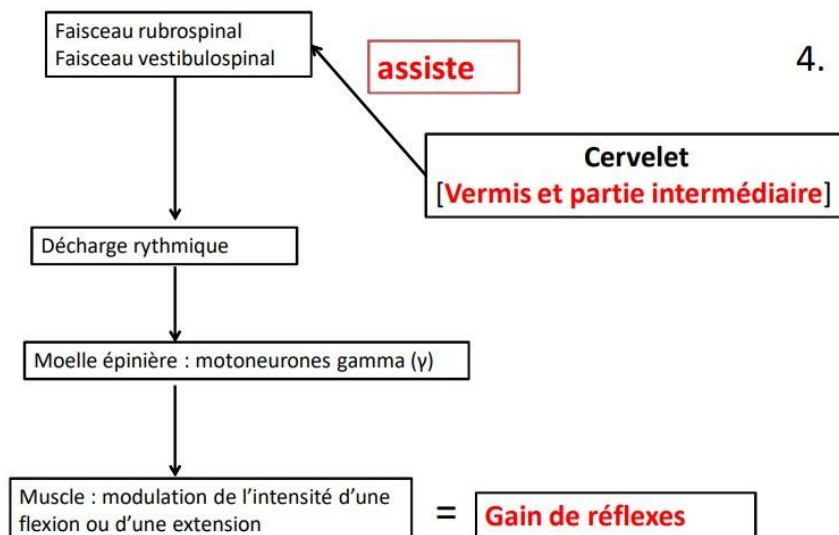 Faisceau rubrospinal
Faisceau vestibulospinal
assiste
4.
Cervelet
[Vermis et partie intermédiaire]
Décharge rythmique
Moelle épinière : motoneurones gamma (γ)
Muscle : modulation de l'intensité d'une
flexion ou d'une extension
=
Gain de réflexes